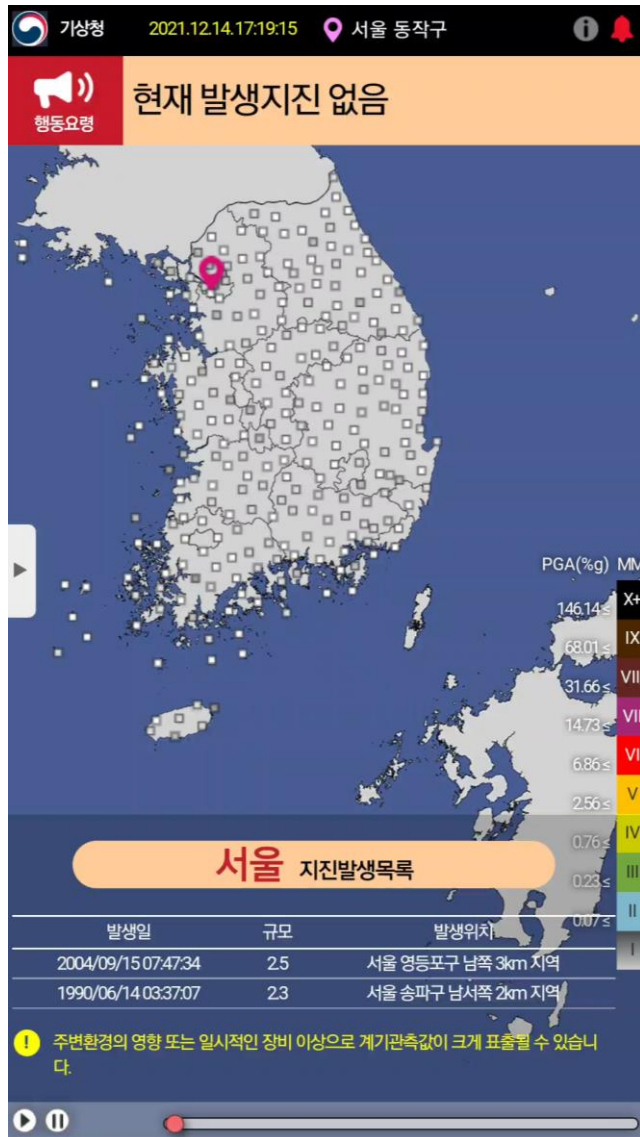 기상청 2021.12.14.17:19:15 서울 동작구
행동요령
현재 발생지진 없음
PGA(%g) MM
146.14≤ X+
68.01≤ IX
31.66≤ VIII
14.73≤ VII
6.86≤ VI
2.56≤ V
0.76≤ IV
0.23≤ III
0.07≤ II
I
서울 지진발생목록
발생일 규모 발생위치
2004/09/15 07:47:34 2.5 서울 영등포구 남쪽 3km 지역
1990/06/14 03:37:07 2.3 서울 송파구 남서쪽 2km 지역
! 주변환경의 영향 또는 일시적인 장비 이상으로 계기관측값이 크게 표출될 수 있습니
다.